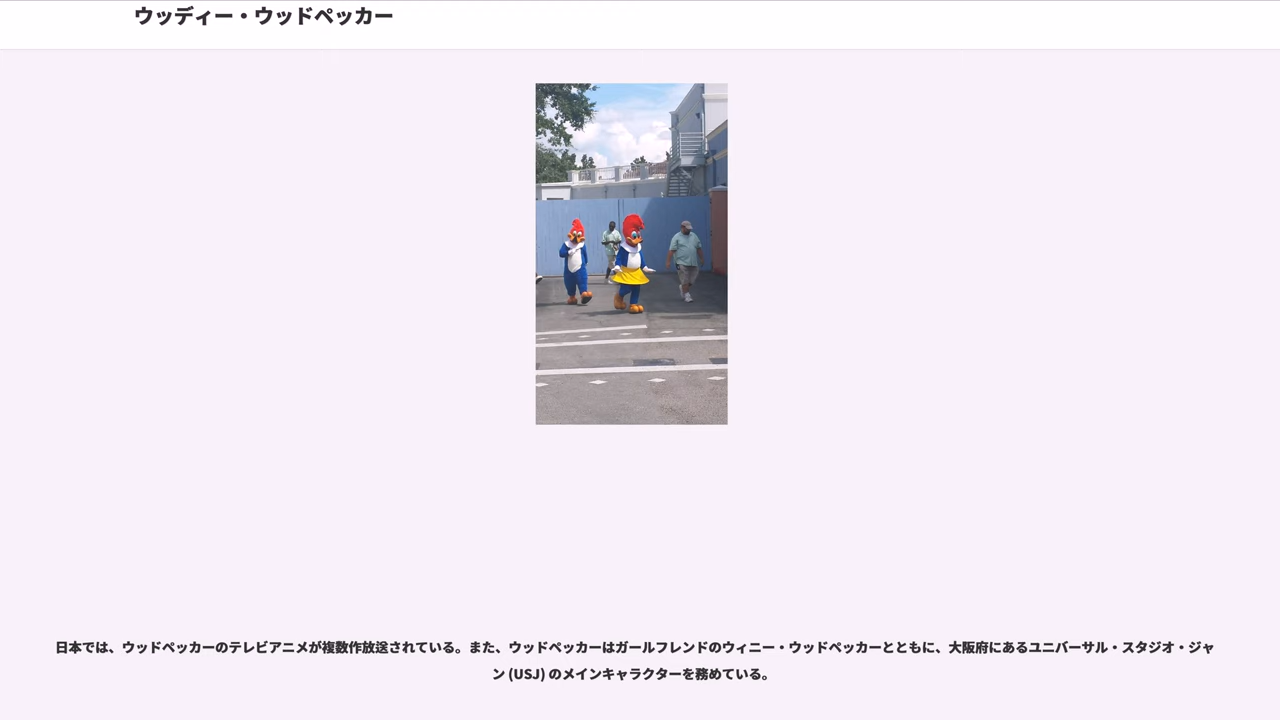 ウッディー・ウッドペッカー
日本では、ウッドペッカーのテレビアニメが複数作放送されている。また、ウッドペッカーはガールフレンドのウィニー・ウッドペッカーとともに、大阪府にあるユニバーサル・スタジオ・ジャ
ン (USJ) のメインキャラクターを務めている。